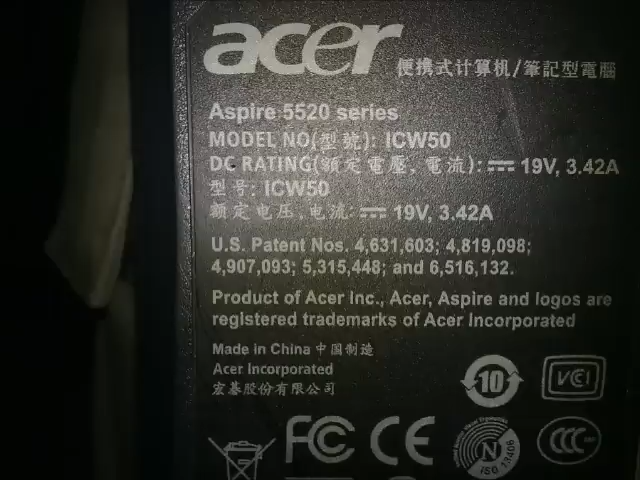 acer 便携式计算机/筆記型電腦
Aspire 5520 series
MODEL NO(型號): ICW50
DC RATING(額定電壓, 電流): ⎓ 19V, 3.42A
型号: ICW50
额定电压,电流: ⎓ 19V, 3.42A
U.S. Patent Nos. 4,631,603; 4,819,098;
4,907,093; 5,315,448; and 6,516,132.
Product of Acer Inc., Acer, Aspire and logos are
registered trademarks of Acer Incorporated
Made in China 中国制造
Acer Incorporated
宏碁股份有限公司
10 VCI
FC CE N CCC
ISO 13406